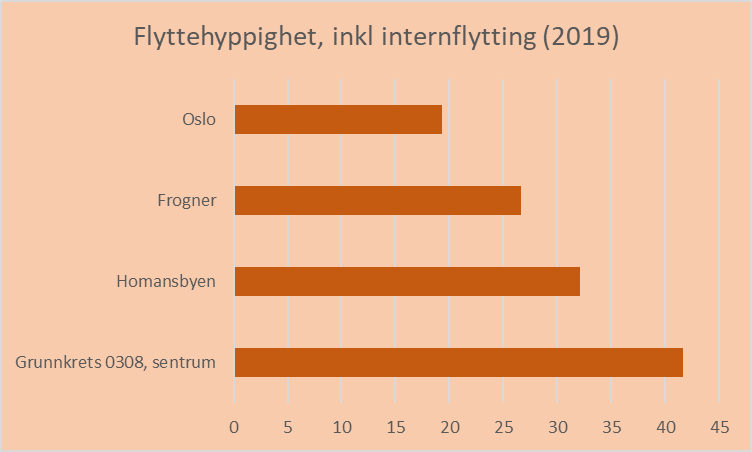 Flyttehyppighet, inkl internflytting (2019)
Oslo
Frogner
Homansbyen
Grunnkrets 0308, sentrum
0 5 10 15 20 25 30 35 40 45